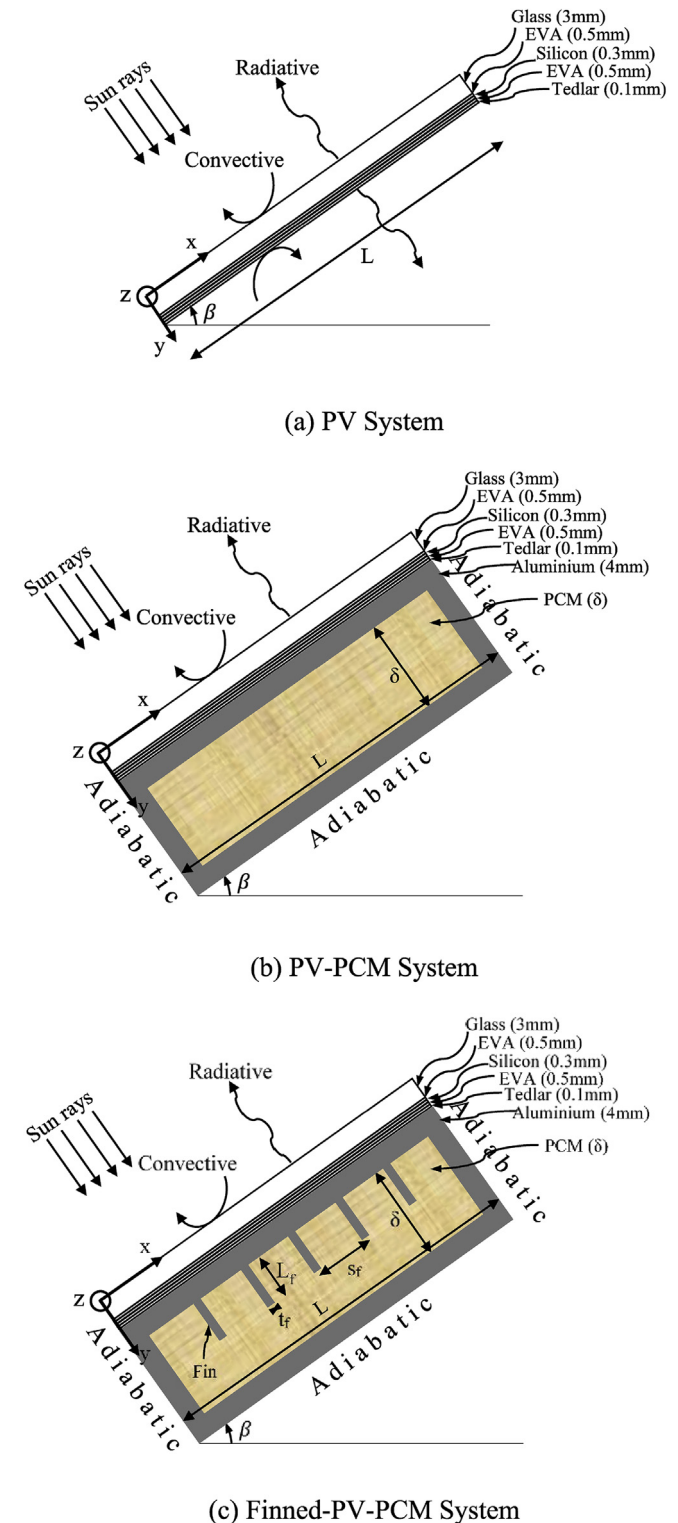 Glass (3mm)
EVA (0.5mm)
Silicon (0.3mm)
EVA (0.5mm)
Tedlar (0.1mm)
Radiative
Sun rays
Convective
x
L
z
β
y
(a) PV System
Glass (3mm)
EVA (0.5mm)
Silicon (0.3mm)
EVA (0.5mm)
Tedlar (0.1mm)
Aluminium (4mm)
Radiative
Sun rays
Adiabatic
PCM (δ)
Convective
x
δ
z
L
y
Adiabatic
Adiabatic
β
(b) PV-PCM System
Glass (3mm)
EVA (0.5mm)
Silicon (0.3mm)
EVA (0.5mm)
Tedlar (0.1mm)
Aluminium (4mm)
Radiative
Sun rays
Adiabatic
PCM (δ)
Convective
x
δ
Lf
sf
z
L
tf
y
Fin
Adiabatic
Adiabatic
β
(c) Finned-PV-PCM System